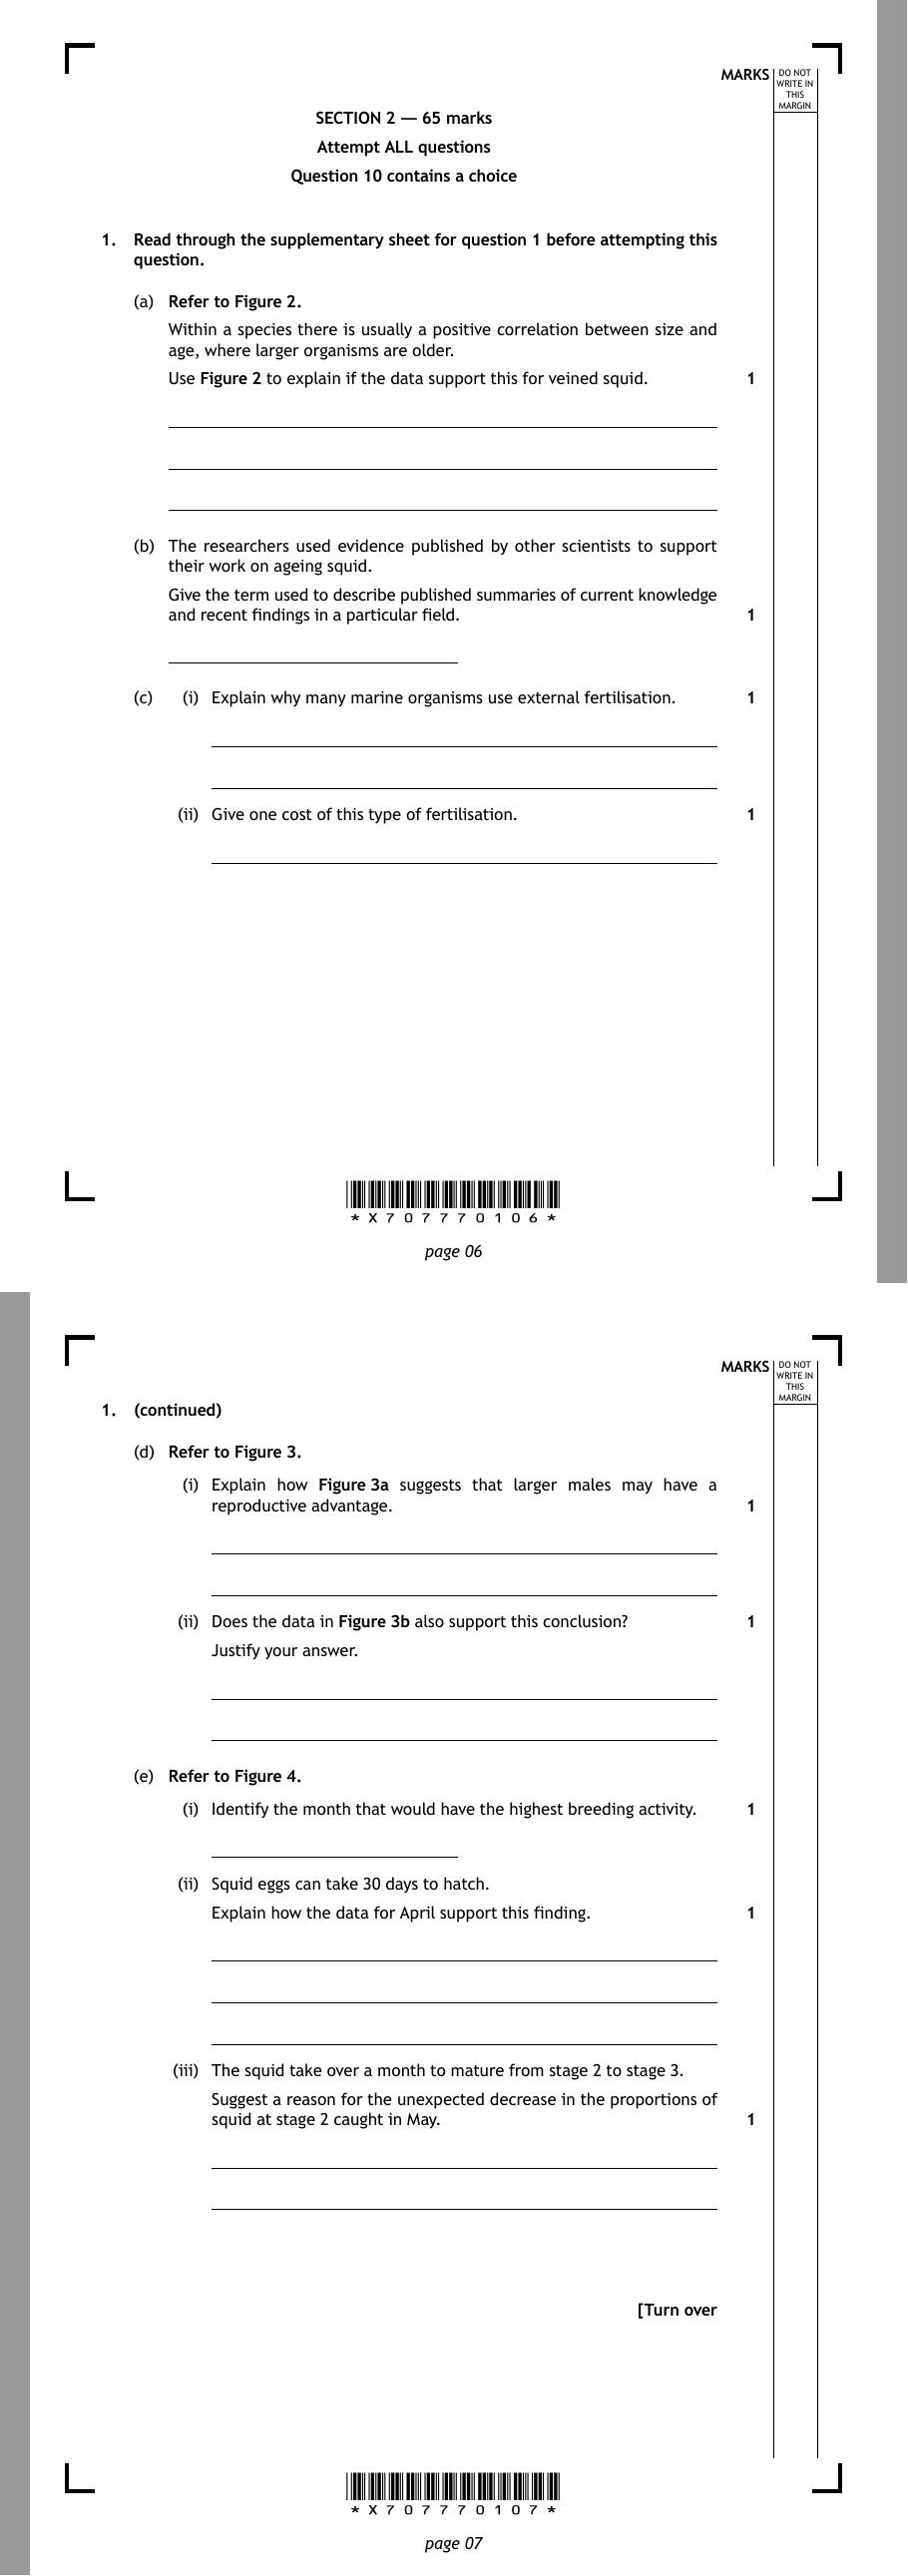 MARKS
DO NOT
WRITE IN
THIS
MARGIN
SECTION 2 — 65 marks
Attempt ALL questions
Question 10 contains a choice
1. Read through the supplementary sheet for question 1 before attempting this
question.
(a) Refer to Figure 2.
Within a species there is usually a positive correlation between size and
age, where larger organisms are older.
Use Figure 2 to explain if the data support this for veined squid. 1
(b) The researchers used evidence published by other scientists to support
their work on ageing squid.
Give the term used to describe published summaries of current knowledge
and recent findings in a particular field. 1
(c) (i) Explain why many marine organisms use external fertilisation. 1
(ii) Give one cost of this type of fertilisation. 1
* X 7 0 7 7 7 0 1 0 6 *
page 06
MARKS
DO NOT
WRITE IN
THIS
MARGIN
1. (continued)
(d) Refer to Figure 3.
(i) Explain how Figure 3a suggests that larger males may have a
reproductive advantage. 1
(ii) Does the data in Figure 3b also support this conclusion? 1
Justify your answer.
(e) Refer to Figure 4.
(i) Identify the month that would have the highest breeding activity. 1
(ii) Squid eggs can take 30 days to hatch.
Explain how the data for April support this finding. 1
(iii) The squid take over a month to mature from stage 2 to stage 3.
Suggest a reason for the unexpected decrease in the proportions of
squid at stage 2 caught in May. 1
[Turn over
* X 7 0 7 7 7 0 1 0 7 *
page 07